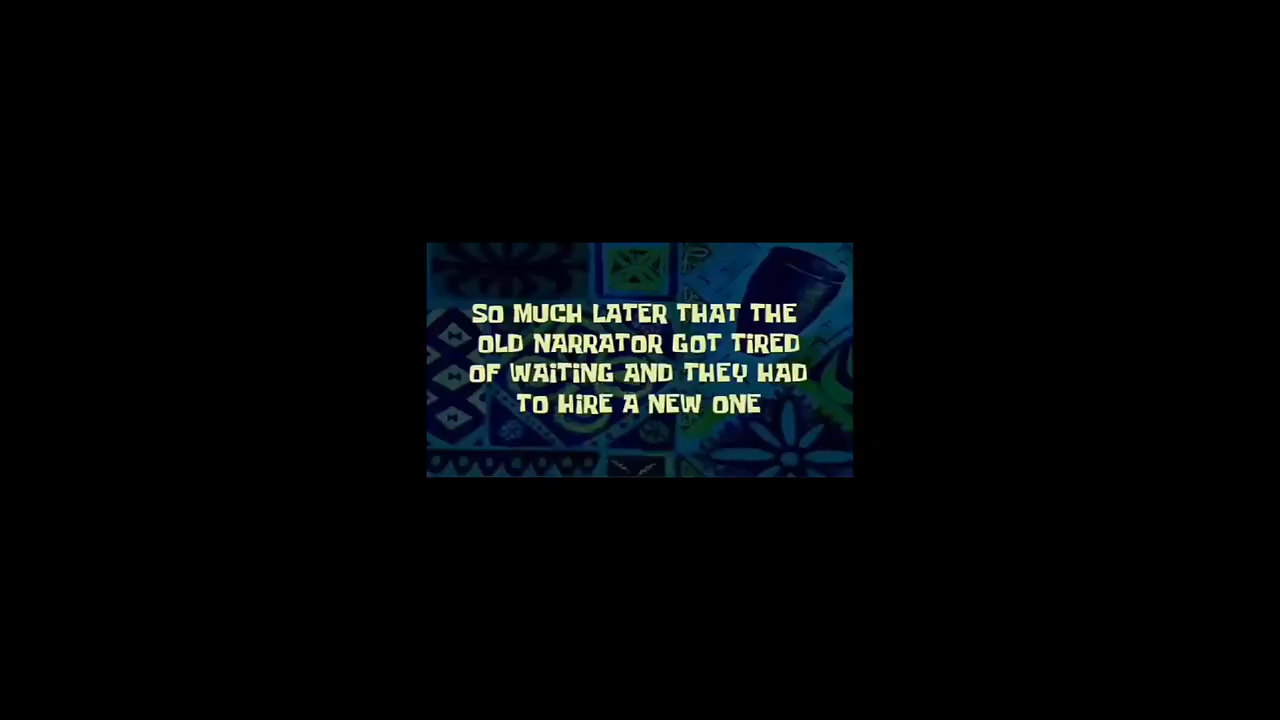 SO MUCH LATER THAT THE
OLD NARRATOR GOT TIRED
OF WAITING AND THEY HAD
TO HIRE A NEW ONE